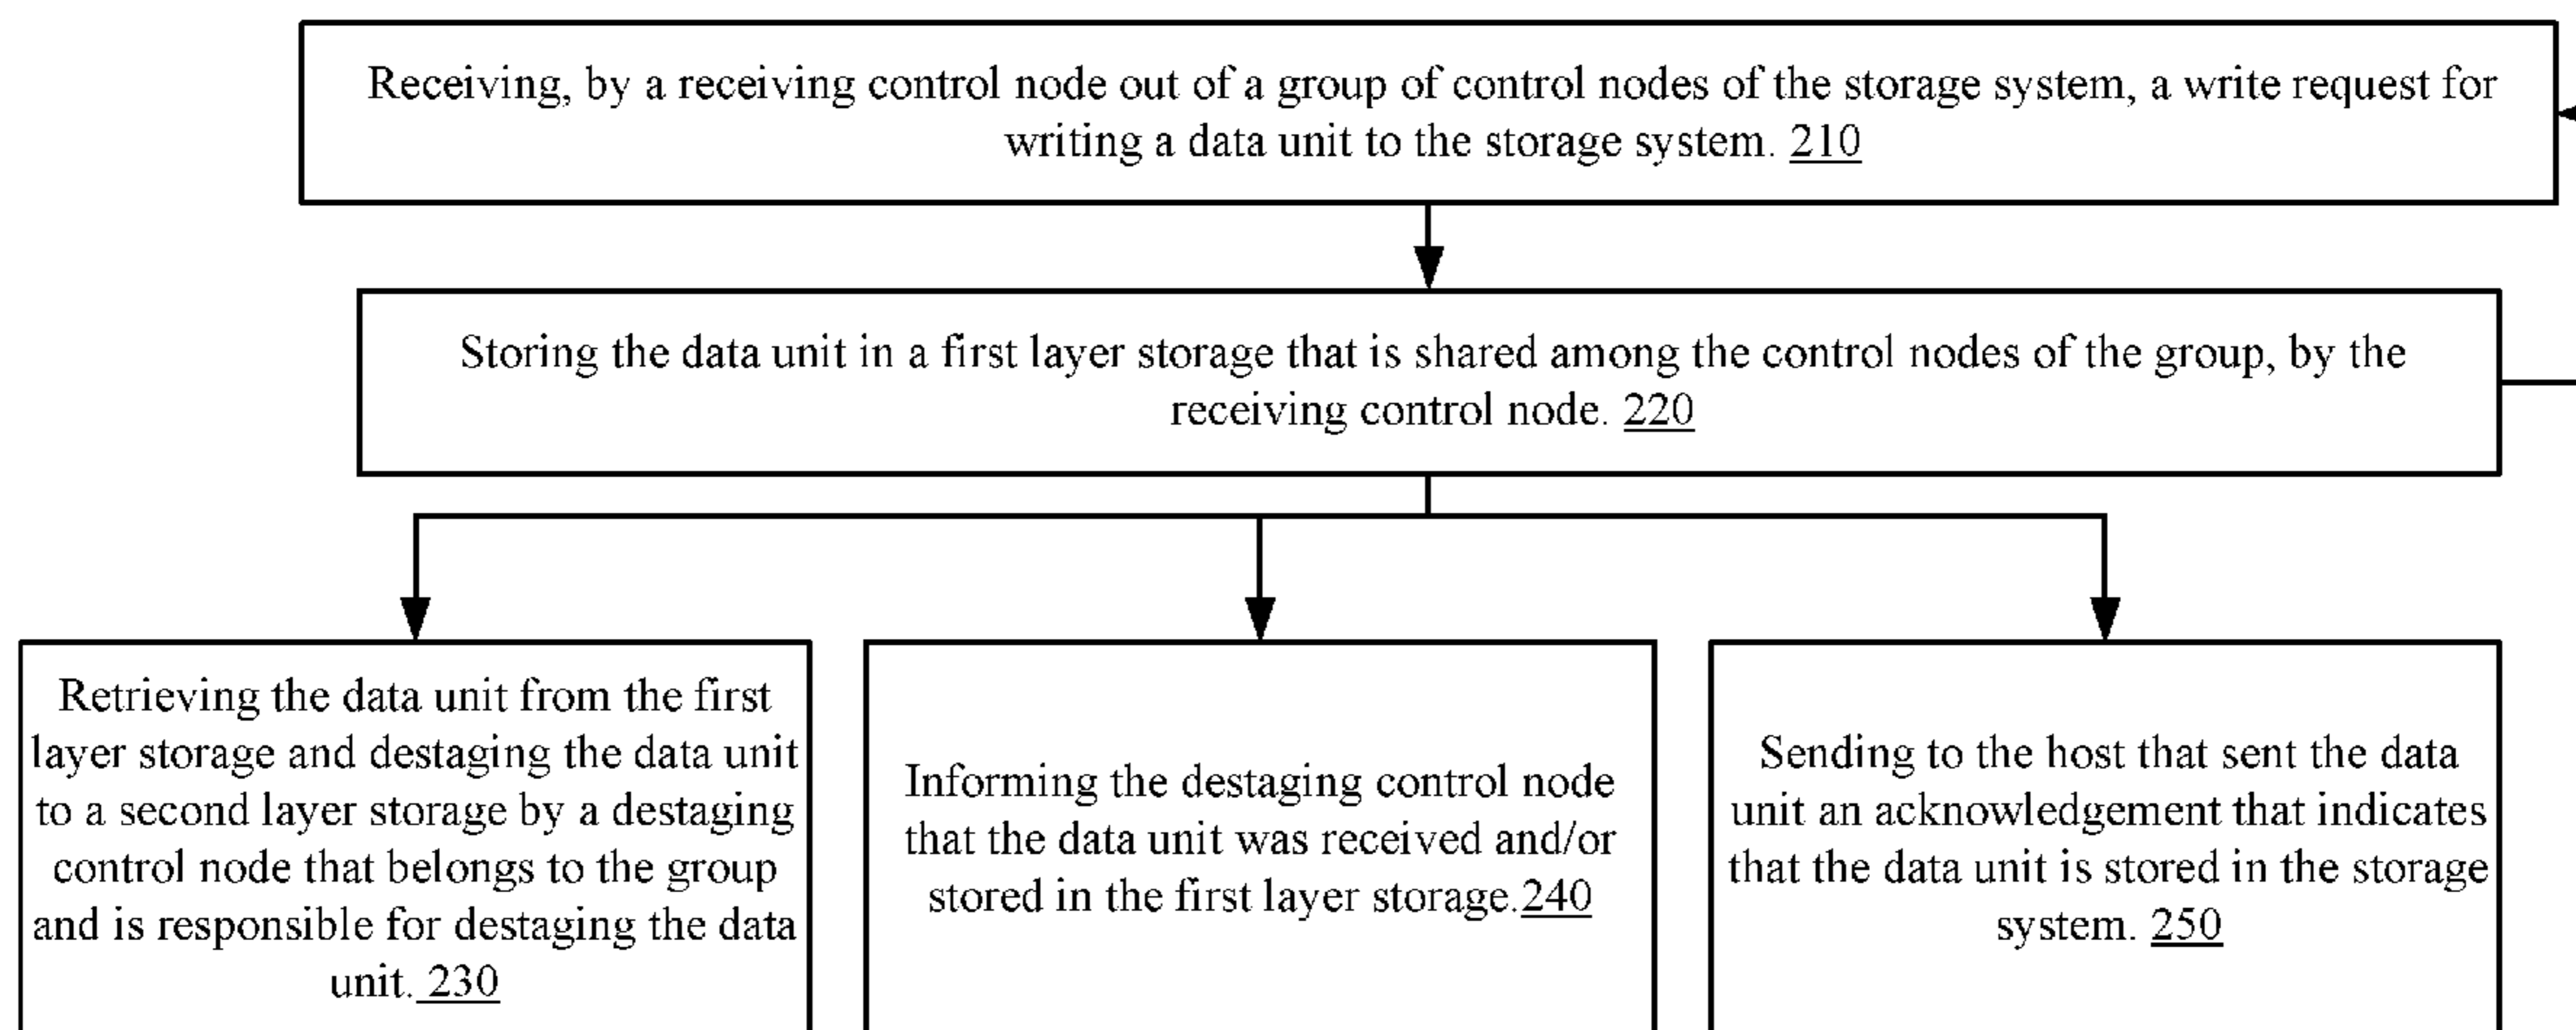 Receiving, by a receiving control node out of a group of control nodes of the storage system, a write request for
writing a data unit to the storage system. 210
Storing the data unit in a first layer storage that is shared among the control nodes of the group, by the
receiving control node. 220
Retrieving the data unit from the first
layer storage and destaging the data unit
to a second layer storage by a destaging
control node that belongs to the group
and is responsible for destaging the data
unit. 230
Informing the destaging control node
that the data unit was received and/or
stored in the first layer storage.240
Sending to the host that sent the data
unit an acknowledgement that indicates
that the data unit is stored in the storage
system. 250